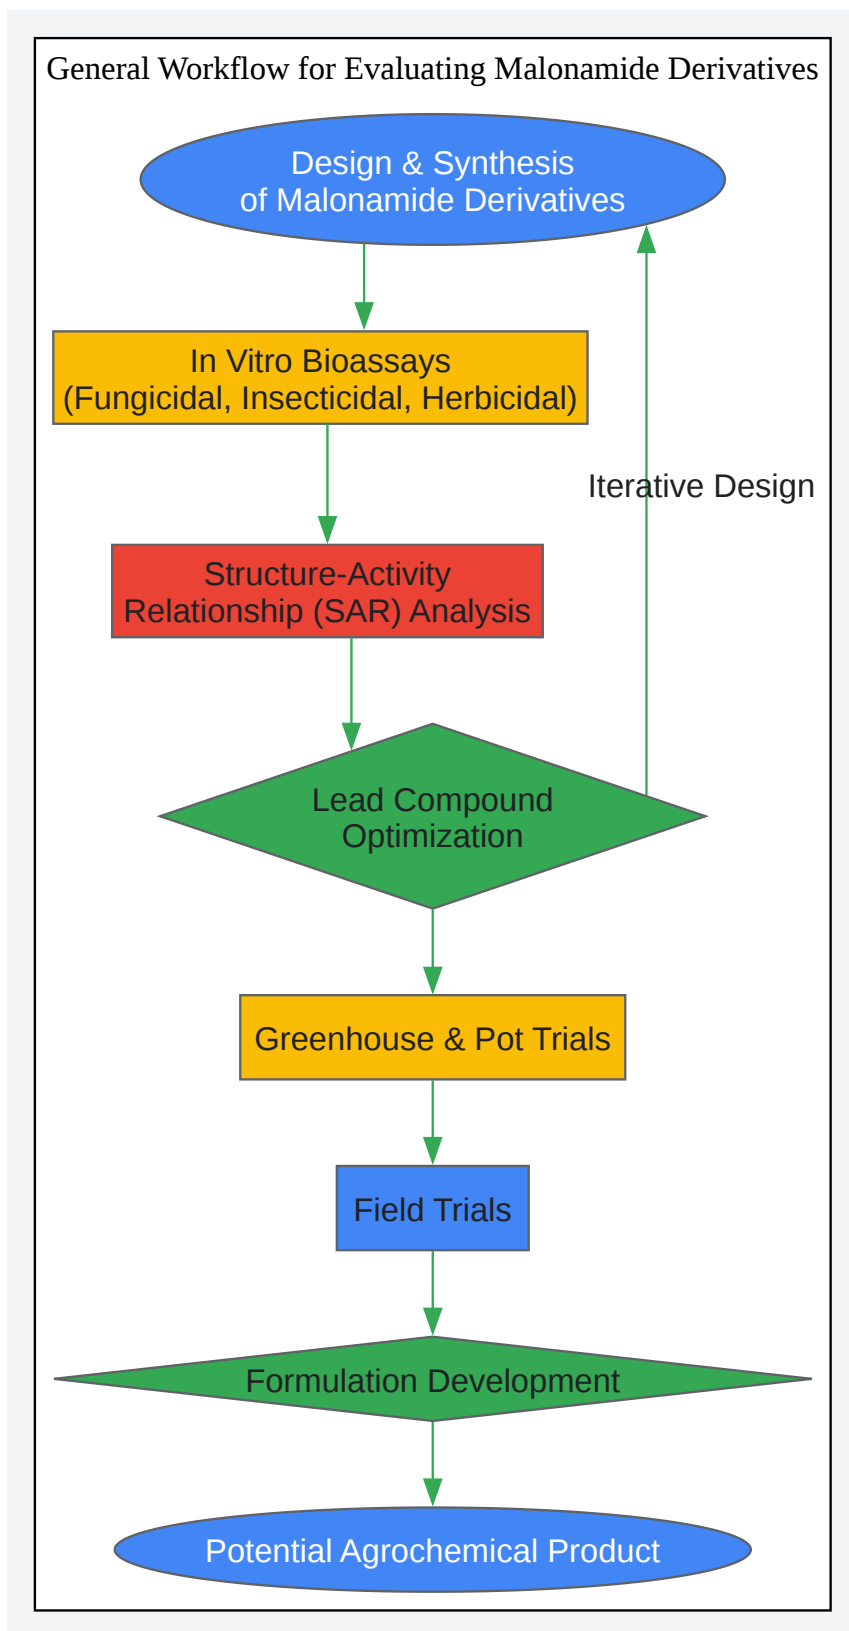 General Workflow for Evaluating Malonamide Derivatives
Design & Synthesis
of Malonamide Derivatives
In Vitro Bioassays
(Fungicidal, Insecticidal, Herbicidal)
Iterative Design
Structure-Activity
Relationship (SAR) Analysis
Lead Compound
Optimization
Greenhouse & Pot Trials
Field Trials
Formulation Development
Potential Agrochemical Product